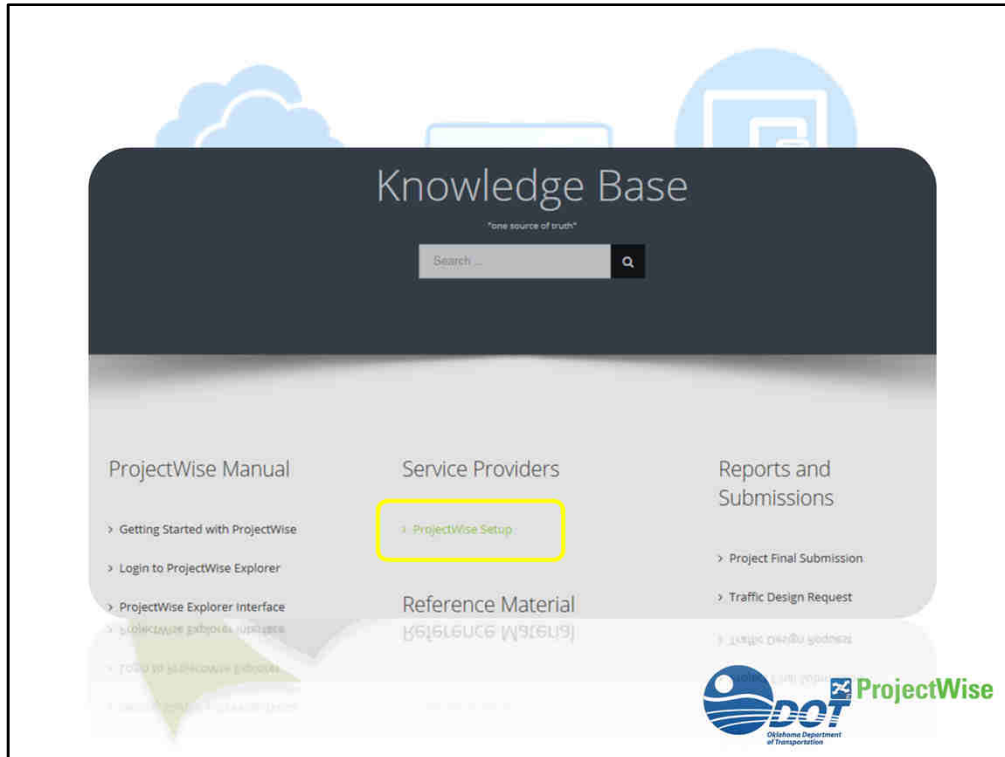 Knowledge Base
"one source of truth"
Search ...
ProjectWise Manual
> Getting Started with ProjectWise
> Login to ProjectWise Explorer
> ProjectWise Explorer Interface
Service Providers
> ProjectWise Setup
Reference Material
Reports and
Submissions
> Project Final Submission
> Traffic Design Request
DOT
Oklahoma Department
of Transportation
ProjectWise